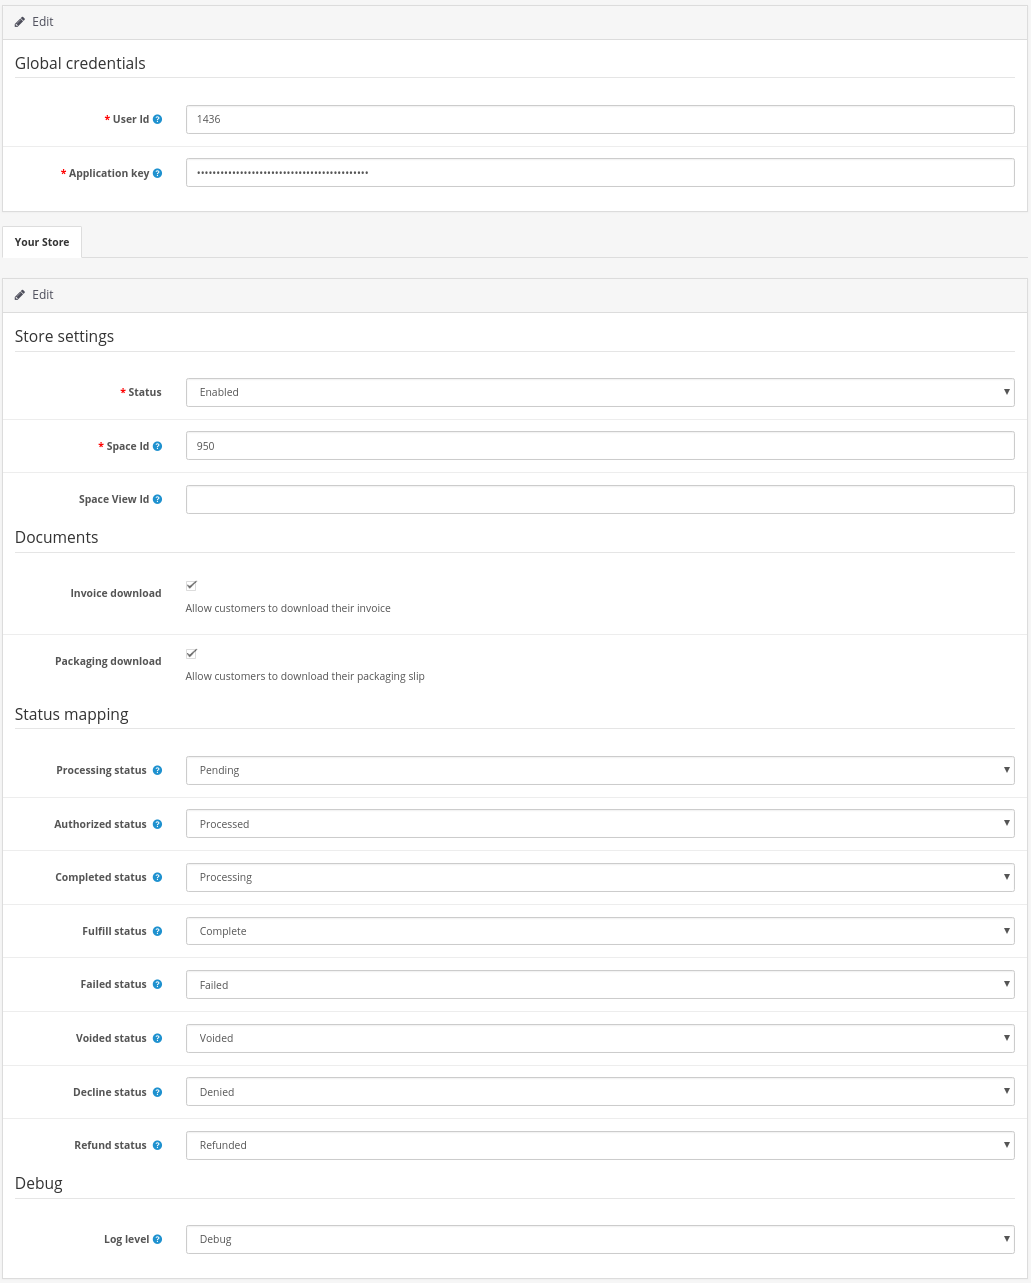 Edit
Global credentials
* User Id
1436
* Application key
••••••••••••••••••••••••••••••••••••••••••••
Your Store
Edit
Store settings
* Status
Enabled
* Space Id
950
Space View Id
Documents
Invoice download
Allow customers to download their invoice
Packaging download
Allow customers to download their packaging slip
Status mapping
Processing status
Pending
Authorized status
Processed
Completed status
Processing
Fulfill status
Complete
Failed status
Failed
Voided status
Voided
Decline status
Denied
Refund status
Refunded
Debug
Log level
Debug